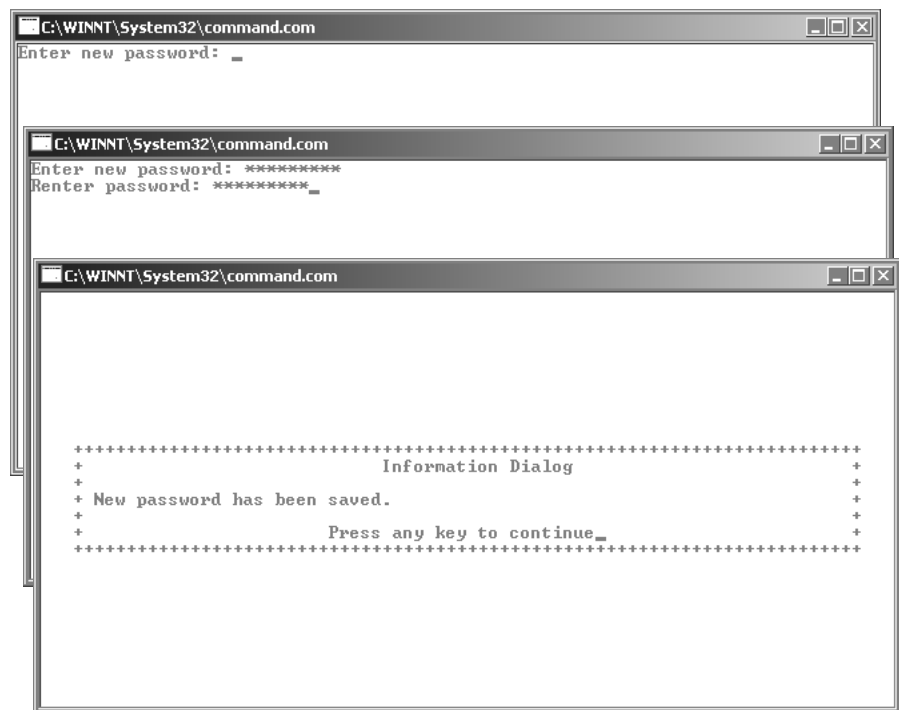 C:\WINNT\System32\command.com
Enter new password: _
C:\WINNT\System32\command.com
Enter new password: *********
Renter password: *********_
C:\WINNT\System32\command.com
++++++++++++++++++++++++++++++++++++++++++++++++++++++++++++++++++++++++++
+ Information Dialog +
+ +
+ New password has been saved. +
+ +
+ Press any key to continue_ +
++++++++++++++++++++++++++++++++++++++++++++++++++++++++++++++++++++++++++